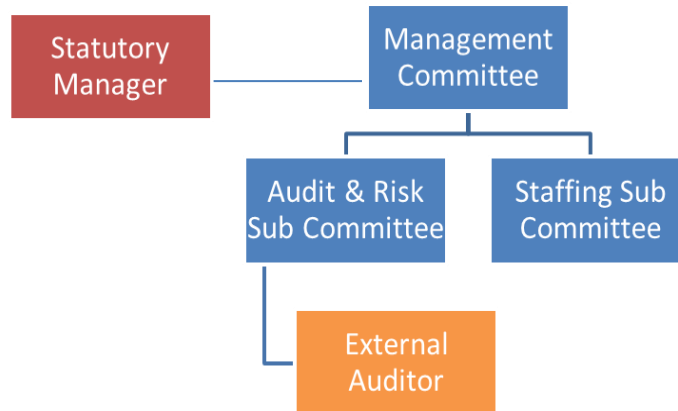 Statutory
Manager
Management
Committee
Audit & Risk
Sub Committee
Staffing Sub
Committee
External
Auditor